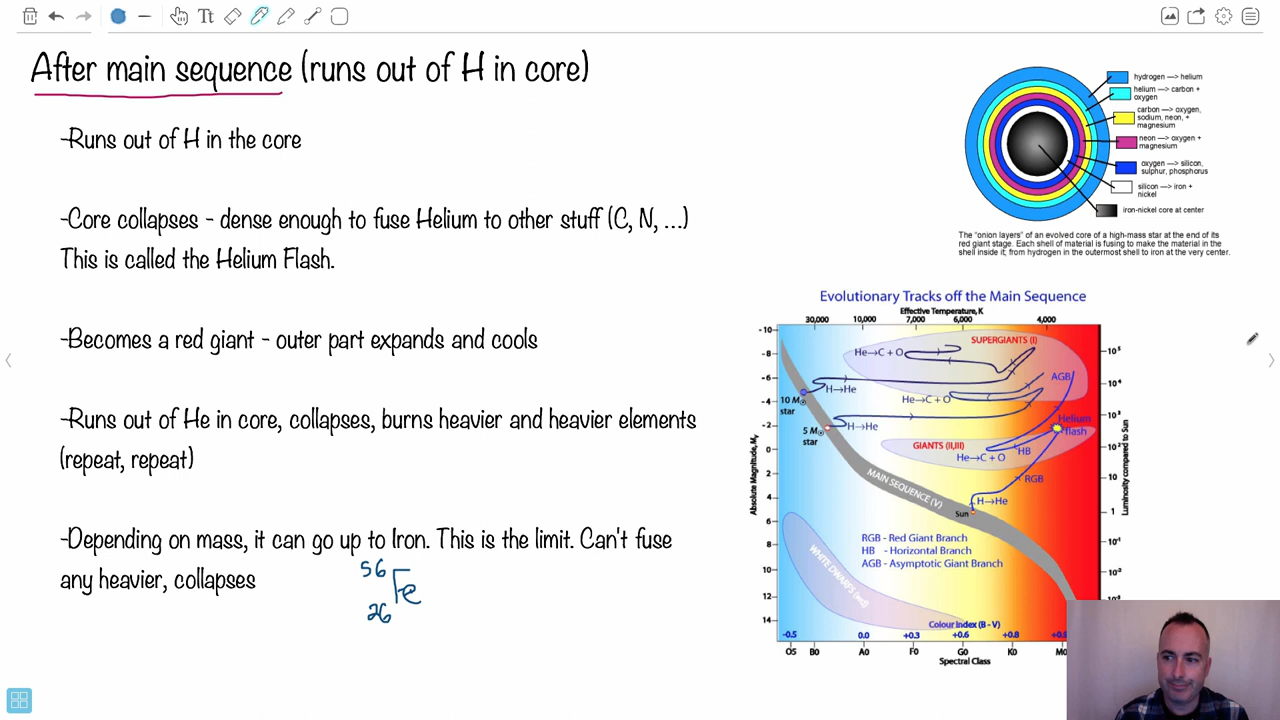 After main sequence (runs out of H in core)
-Runs out of H in the core
-Core collapses - dense enough to fuse Helium to other stuff (C, N, ...)
This is called the Helium Flash.
-Becomes a red giant - outer part expands and cools
-Runs out of He in core, collapses, burns heavier and heavier elements
(repeat, repeat)
-Depending on mass, it can go up to Iron. This is the limit. Can't fuse
any heavier, collapses
56
Fe
26
hydrogen —> helium
helium —> carbon +
oxygen
carbon —> oxygen,
sodium, neon, +
magnesium
neon —> oxygen +
magnesium
oxygen —> silicon,
sulphur, phosphorus
silicon —> iron +
nickel
iron-nickel core at center
The "onion layers" of an evolved core of a high-mass star at the end of its
red giant stage. Each shell of material is fusing to make the material in the
shell inside it; from hydrogen in the outermost shell to iron at the very center.
Evolutionary Tracks off the Main Sequence
Effective Temperature, K
30,000 10,000 7,000 6,000 4,000
Absolute Magnitude, Mv
-10
-8
-6
-4
-2
0
2
4
6
8
10
12
14
SUPERGIANTS (I)
He→C + O
AGB
H→He
10 M☉
star
He→C + O
5 M☉
star
H→He
Helium
flash
GIANTS (II,III)
He→C + O
HB
RGB
MAIN SEQUENCE (V)
H→He
Sun
RGB - Red Giant Branch
HB - Horizontal Branch
AGB - Asymptotic Giant Branch
WHITE DWARFS (wd)
Luminosity compared to Sun
10⁵
10⁴
10³
10²
10
1
10⁻¹
10⁻²
Colour Index (B - V)
-0.5 0.0 +0.3 +0.6 +0.8
O5 B0 A0 F0 G0 K0
Spectral Class
Tt